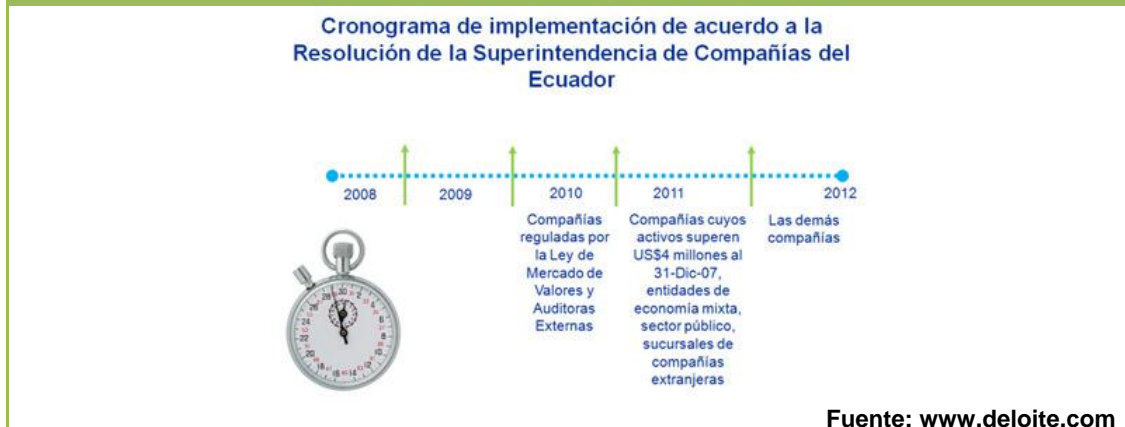 Cronograma de implementación de acuerdo a la
Resolución de la Superintendencia de Compañías del
Ecuador
2008
2009
2010
2011
2012
Compañías
reguladas por
la Ley de
Mercado de
Valores y
Auditoras
Externas
Compañías cuyos
activos superen
US$4 millones al
31-Dic-07,
entidades de
economía mixta,
sector público,
sucursales de
compañías
extranjeras
Las demás
compañías
Fuente: www.deloite.com